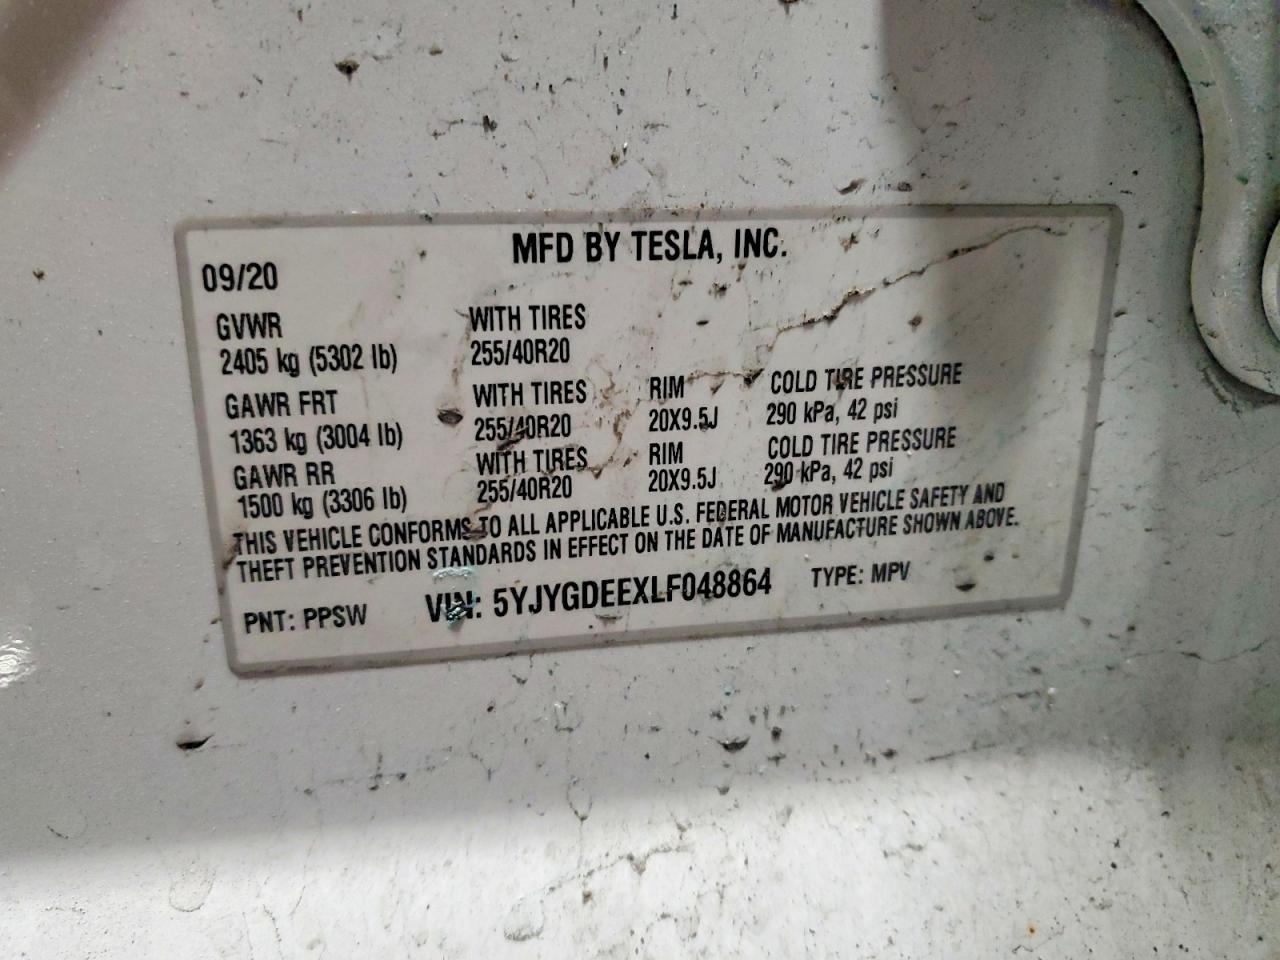 MFD BY TESLA, INC.
09/20
GVWR WITH TIRES
2405 kg (5302 lb) 255/40R20
GAWR FRT WITH TIRES RIM COLD TIRE PRESSURE
1363 kg (3004 lb) 255/40R20 20X9.5J 290 kPa, 42 psi
GAWR RR WITH TIRES RIM COLD TIRE PRESSURE
1500 kg (3306 lb) 255/40R20 20X9.5J 290 kPa, 42 psi
THIS VEHICLE CONFORMS TO ALL APPLICABLE U.S. FEDERAL MOTOR VEHICLE SAFETY AND
THEFT PREVENTION STANDARDS IN EFFECT ON THE DATE OF MANUFACTURE SHOWN ABOVE.
PNT: PPSW VIN: 5YJYGDEEXLF048864 TYPE: MPV